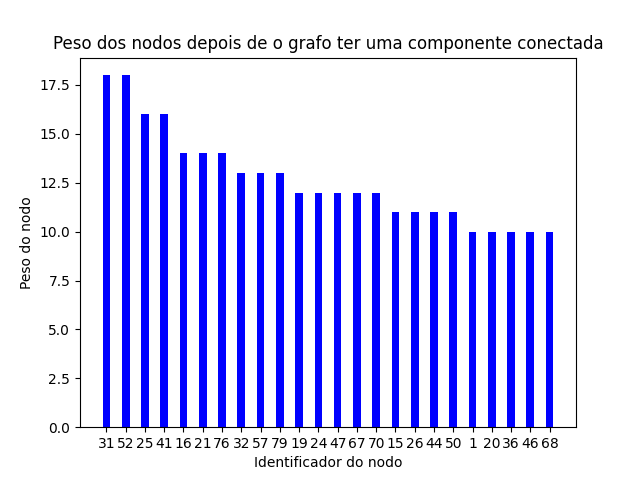 Peso dos nodos depois de o grafo ter uma componente conectada
Peso do nodo
17.5
15.0
12.5
10.0
7.5
5.0
2.5
0.0
31 52 25 41 16 21 76 32 57 79 19 24 47 67 70 15 26 44 50 1 20 36 46 68
Identificador do nodo